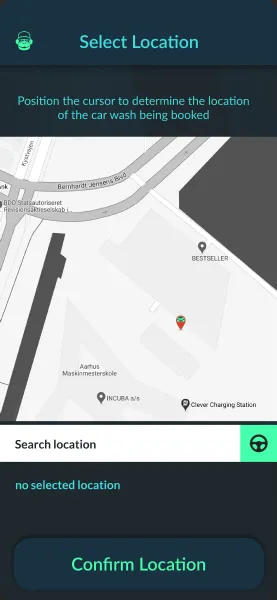 Select Location
Position the cursor to determine the location
of the car wash being booked
Kystvejen
Bernhardt Jensens Blvd
BDO Statsautoriseret
Revisionsaktieselskab i...
BESTSELLER
Aarhus
Maskinmesterskole
INCUBA a/s
Clever Charging Station
Search location
no selected location
Confirm Location